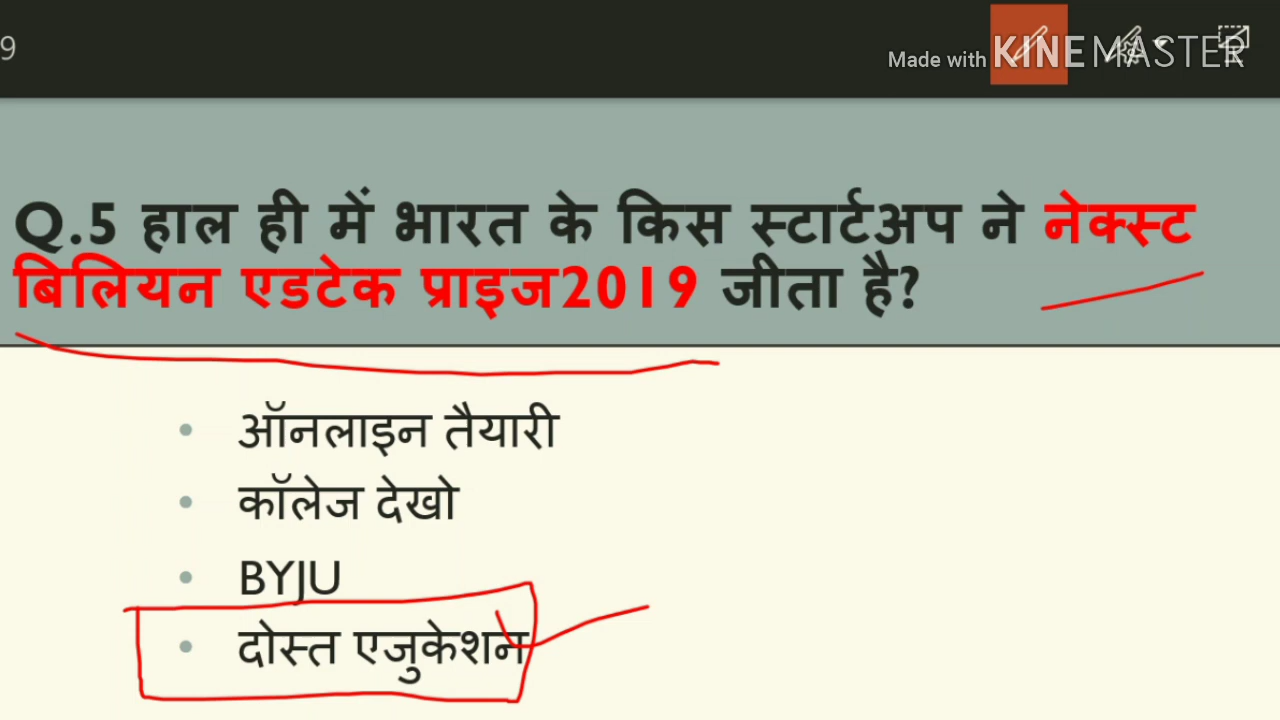 9
Made with KINEMASTER
Q.5 हाल ही में भारत के किस स्टार्टअप ने नेक्स्ट
बिलियन एडटेक प्राइज2019 जीता है?
• ऑनलाइन तैयारी
• कॉलेज देखो
• BYJU
• दोस्त एजुकेशन